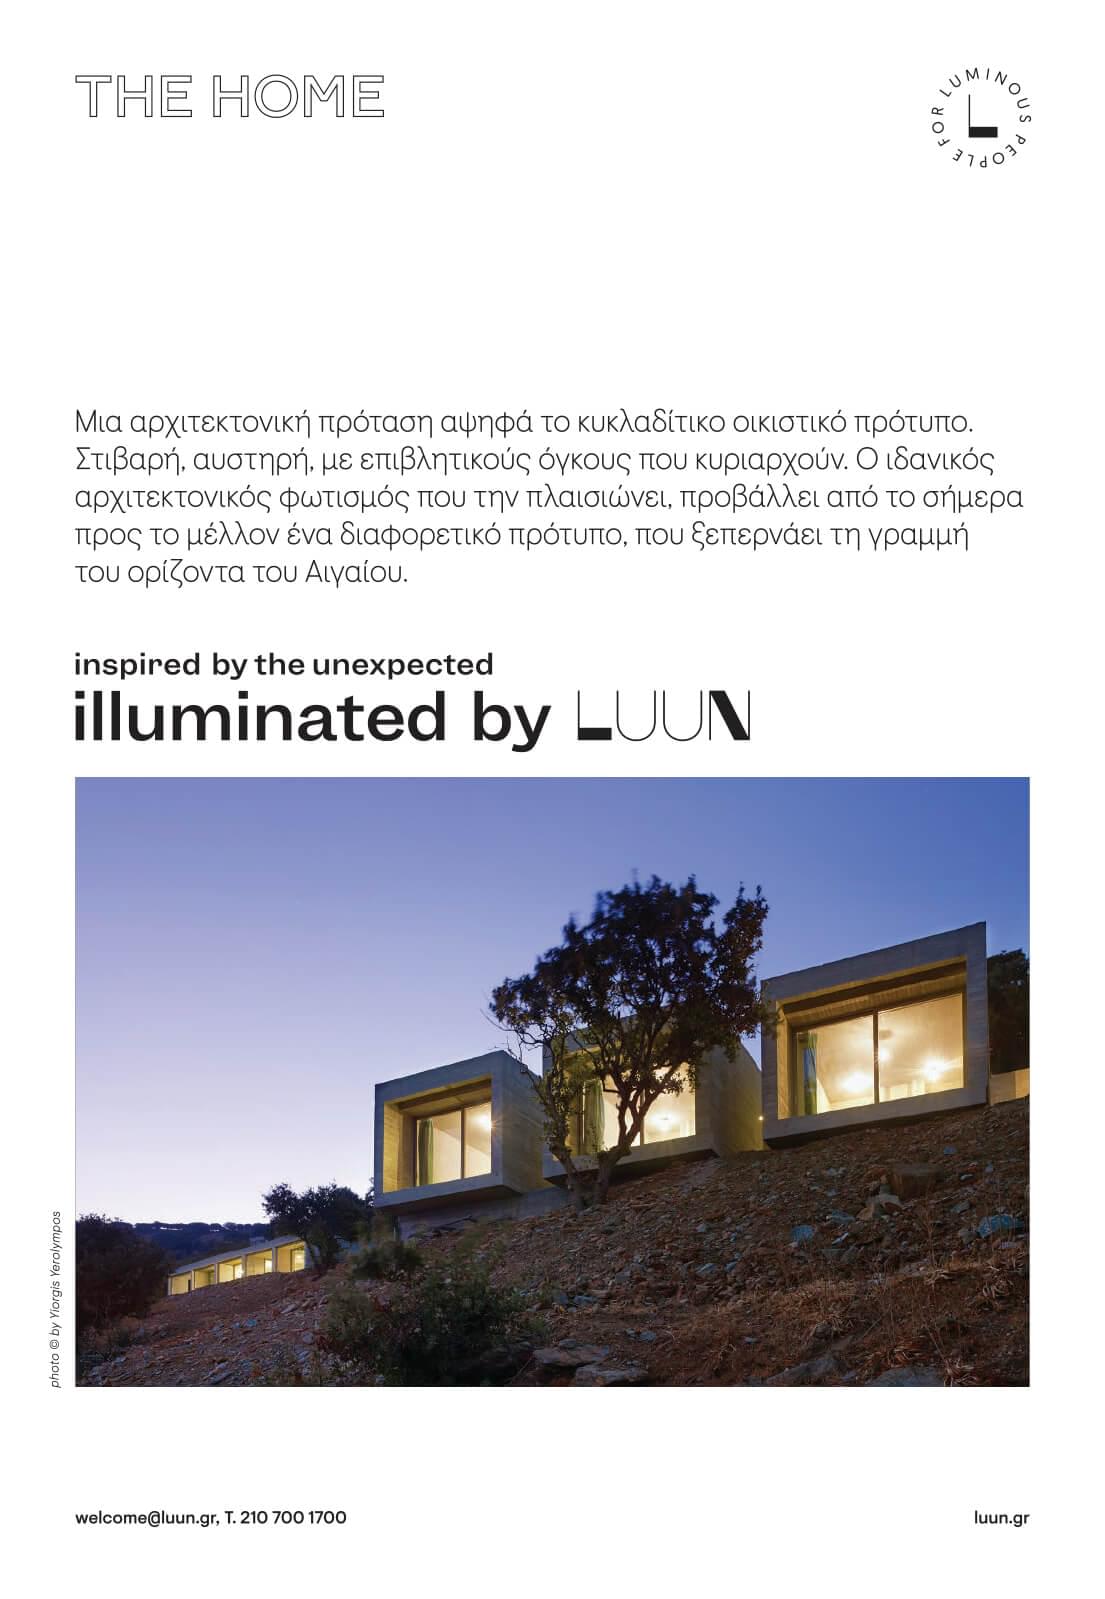 THE HOME
FOR LUMINOUS PEOPLE
L
Μια αρχιτεκτονική πρόταση αψηφά το κυκλαδίτικο οικιστικό πρότυπο.
Στιβαρή, αυστηρή, με επιβλητικούς όγκους που κυριαρχούν. Ο ιδανικός
αρχιτεκτονικός φωτισμός που την πλαισιώνει, προβάλλει από το σήμερα
προς το μέλλον ένα διαφορετικό πρότυπο, που ξεπερνάει τη γραμμή
του ορίζοντα του Αιγαίου.
inspired by the unexpected
illuminated by LUUN
photo © by Yiorgis Yerolympos
welcome@luun.gr, T. 210 700 1700
luun.gr